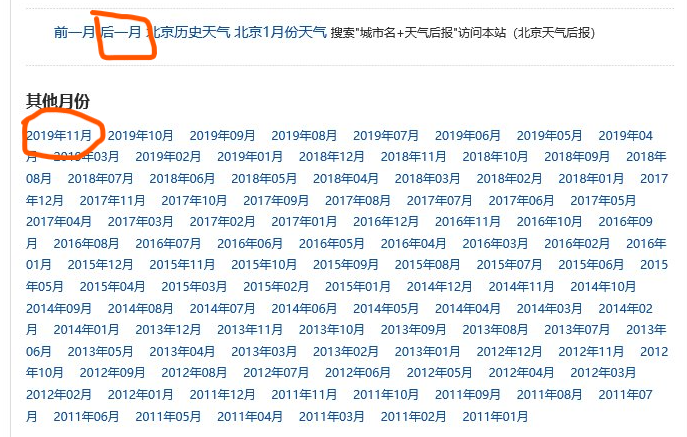 前一月 后一月 北京历史天气 北京1月份天气 搜索"城市名+天气后报"访问本站（北京天气后报）
其他月份
2019年11月 2019年10月 2019年09月 2019年08月 2019年07月 2019年06月 2019年05月 2019年04
月 2019年03月 2019年02月 2019年01月 2018年12月 2018年11月 2018年10月 2018年09月 2018年
08月 2018年07月 2018年06月 2018年05月 2018年04月 2018年03月 2018年02月 2018年01月 2017
年12月 2017年11月 2017年10月 2017年09月 2017年08月 2017年07月 2017年06月 2017年05月
2017年04月 2017年03月 2017年02月 2017年01月 2016年12月 2016年11月 2016年10月 2016年09
月 2016年08月 2016年07月 2016年06月 2016年05月 2016年04月 2016年03月 2016年02月 2016年
01月 2015年12月 2015年11月 2015年10月 2015年09月 2015年08月 2015年07月 2015年06月 2015
年05月 2015年04月 2015年03月 2015年02月 2015年01月 2014年12月 2014年11月 2014年10月
2014年09月 2014年08月 2014年07月 2014年06月 2014年05月 2014年04月 2014年03月 2014年02
月 2014年01月 2013年12月 2013年11月 2013年10月 2013年09月 2013年08月 2013年07月 2013年
06月 2013年05月 2013年04月 2013年03月 2013年02月 2013年01月 2012年12月 2012年11月 2012
年10月 2012年09月 2012年08月 2012年07月 2012年06月 2012年05月 2012年04月 2012年03月
2012年02月 2012年01月 2011年12月 2011年11月 2011年10月 2011年09月 2011年08月 2011年07
月 2011年06月 2011年05月 2011年04月 2011年03月 2011年02月 2011年01月